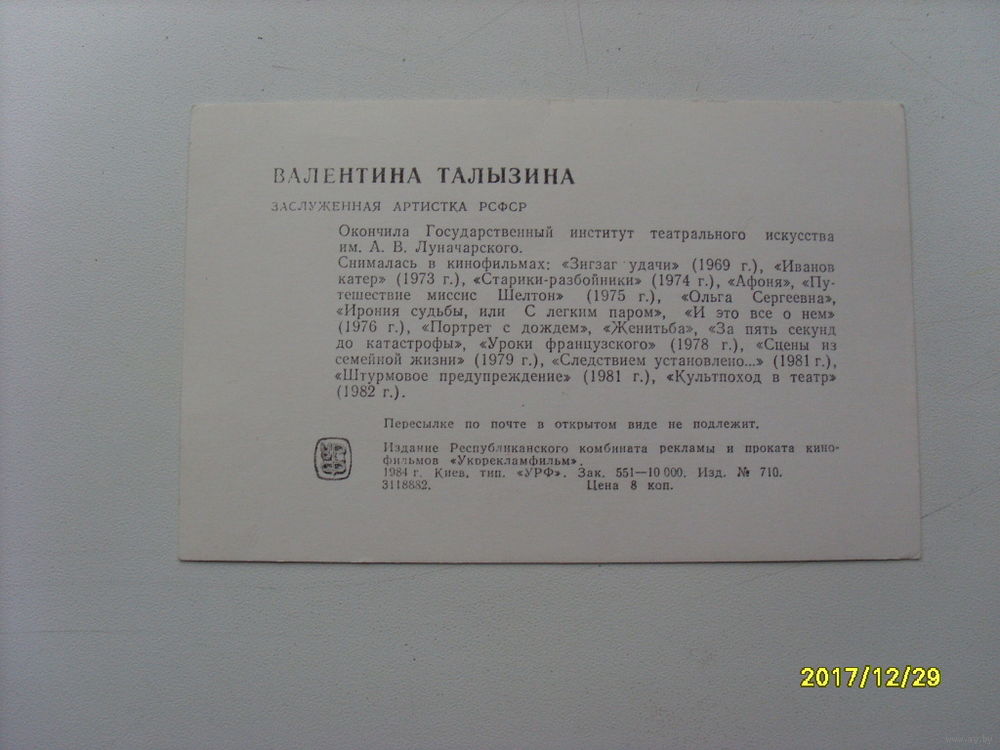 ВАЛЕНТИНА ТАЛЫЗИНА
ЗАСЛУЖЕННАЯ АРТИСТКА РСФСР
Окончила Государственный институт театрального искусства
им. А. В. Луначарского.
Снималась в кинофильмах: «Зигзаг удачи» (1969 г.), «Иванов
катер» (1973 г.), «Старики-разбойники» (1974 г.), «Афоня», «Пу-
тешествие миссис Шелтон» (1975 г.), «Ольга Сергеевна»,
«Ирония судьбы, или С легким паром», «И это все о нем»
(1976 г.), «Портрет с дождем», «Женитьба», «За пять секунд
до катастрофы», «Уроки французского» (1978 г.), «Сцены из
семейной жизни» (1979 г.), «Следствием установлено...» (1981 г.),
«Штурмовое предупреждение» (1981 г.), «Культпоход в театр»
(1982 г.).
Пересылке по почте в открытом виде не подлежит.
Издание Республиканского комбината рекламы и проката кино-
фильмов «Укррекламфильм».
1984 г. Киев, тип. «УРФ». Зак. 551—10 000. Изд. № 710.
3118882. Цена 8 коп.
2017/12/29
www.ay.by